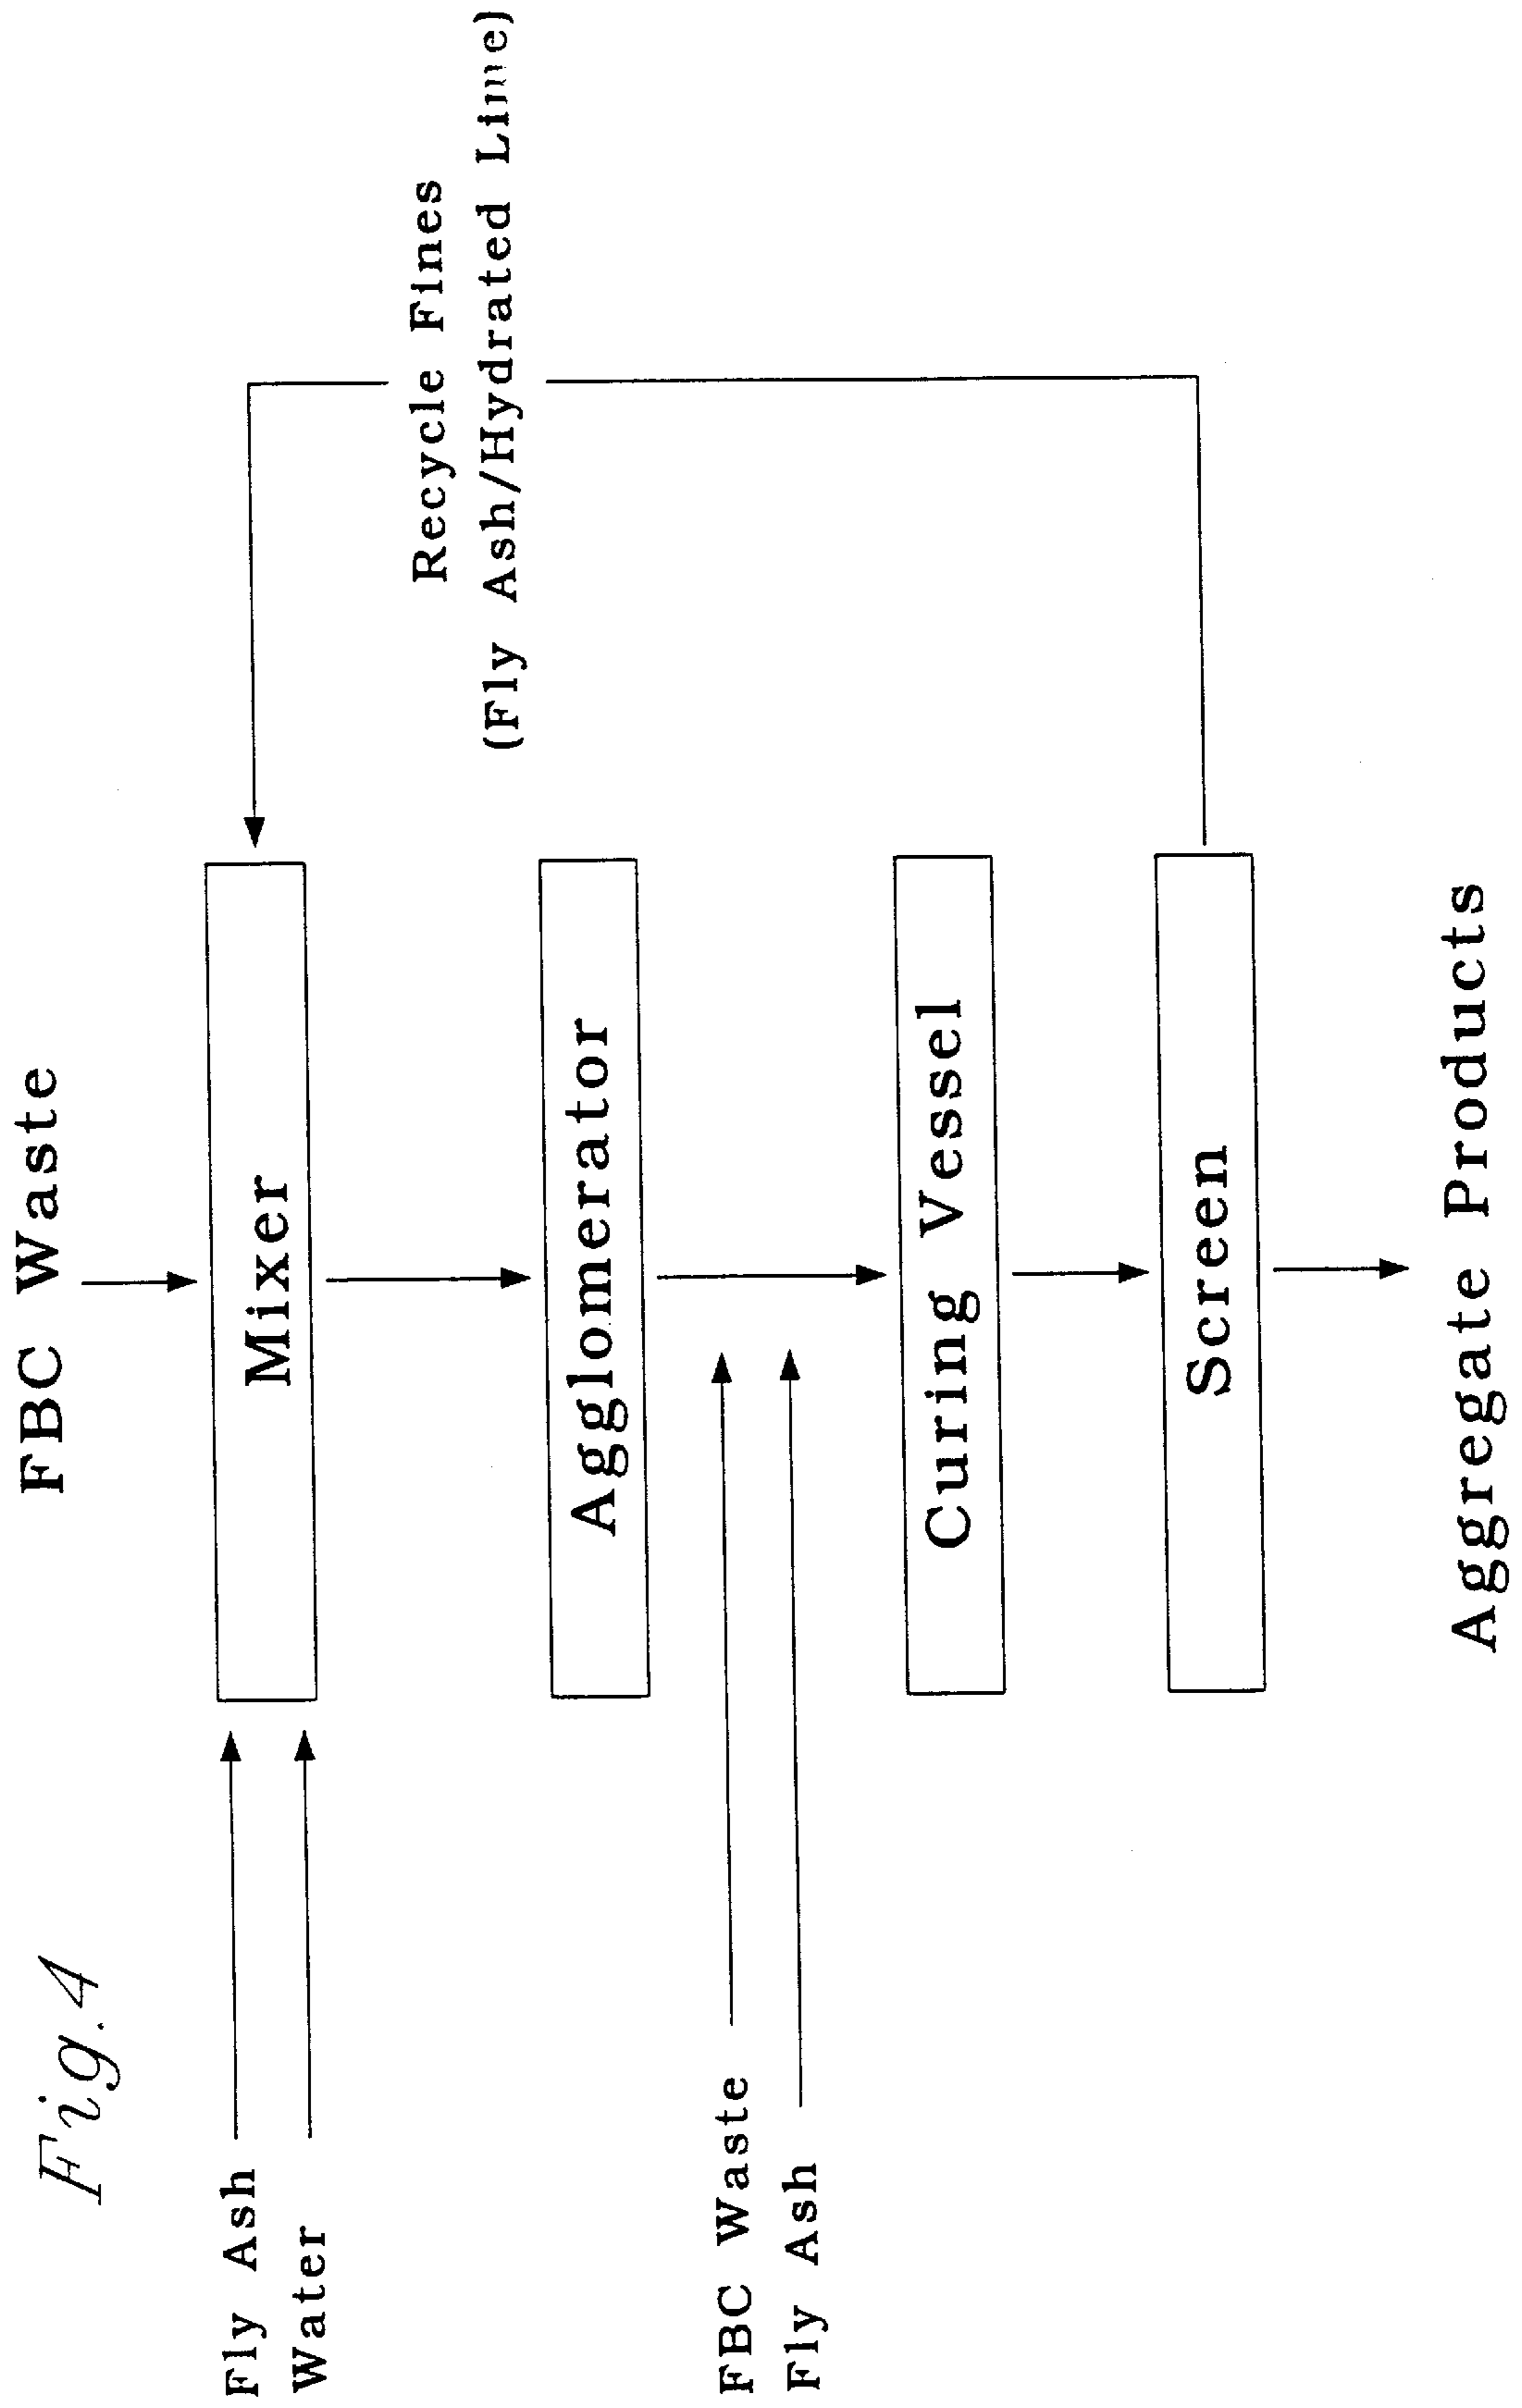 Fig.4
FBC Waste
Fly Ash
Water
Mixer
Recycle Fines
(Fly Ash/Hydrated Lime)
Agglomerator
FBC Waste
Fly Ash
Curing Vessel
Screen
Aggregate Products